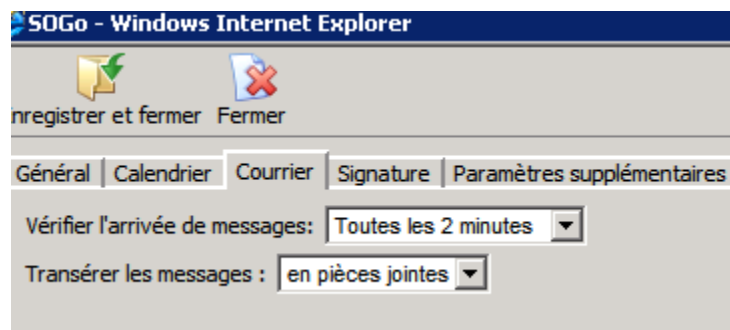 SOGo - Windows Internet Explorer
nregistrer et fermer Fermer
Général Calendrier Courrier Signature Paramètres supplémentaires
Vérifier l'arrivée de messages: Toutes les 2 minutes
Transérer les messages : en pièces jointes